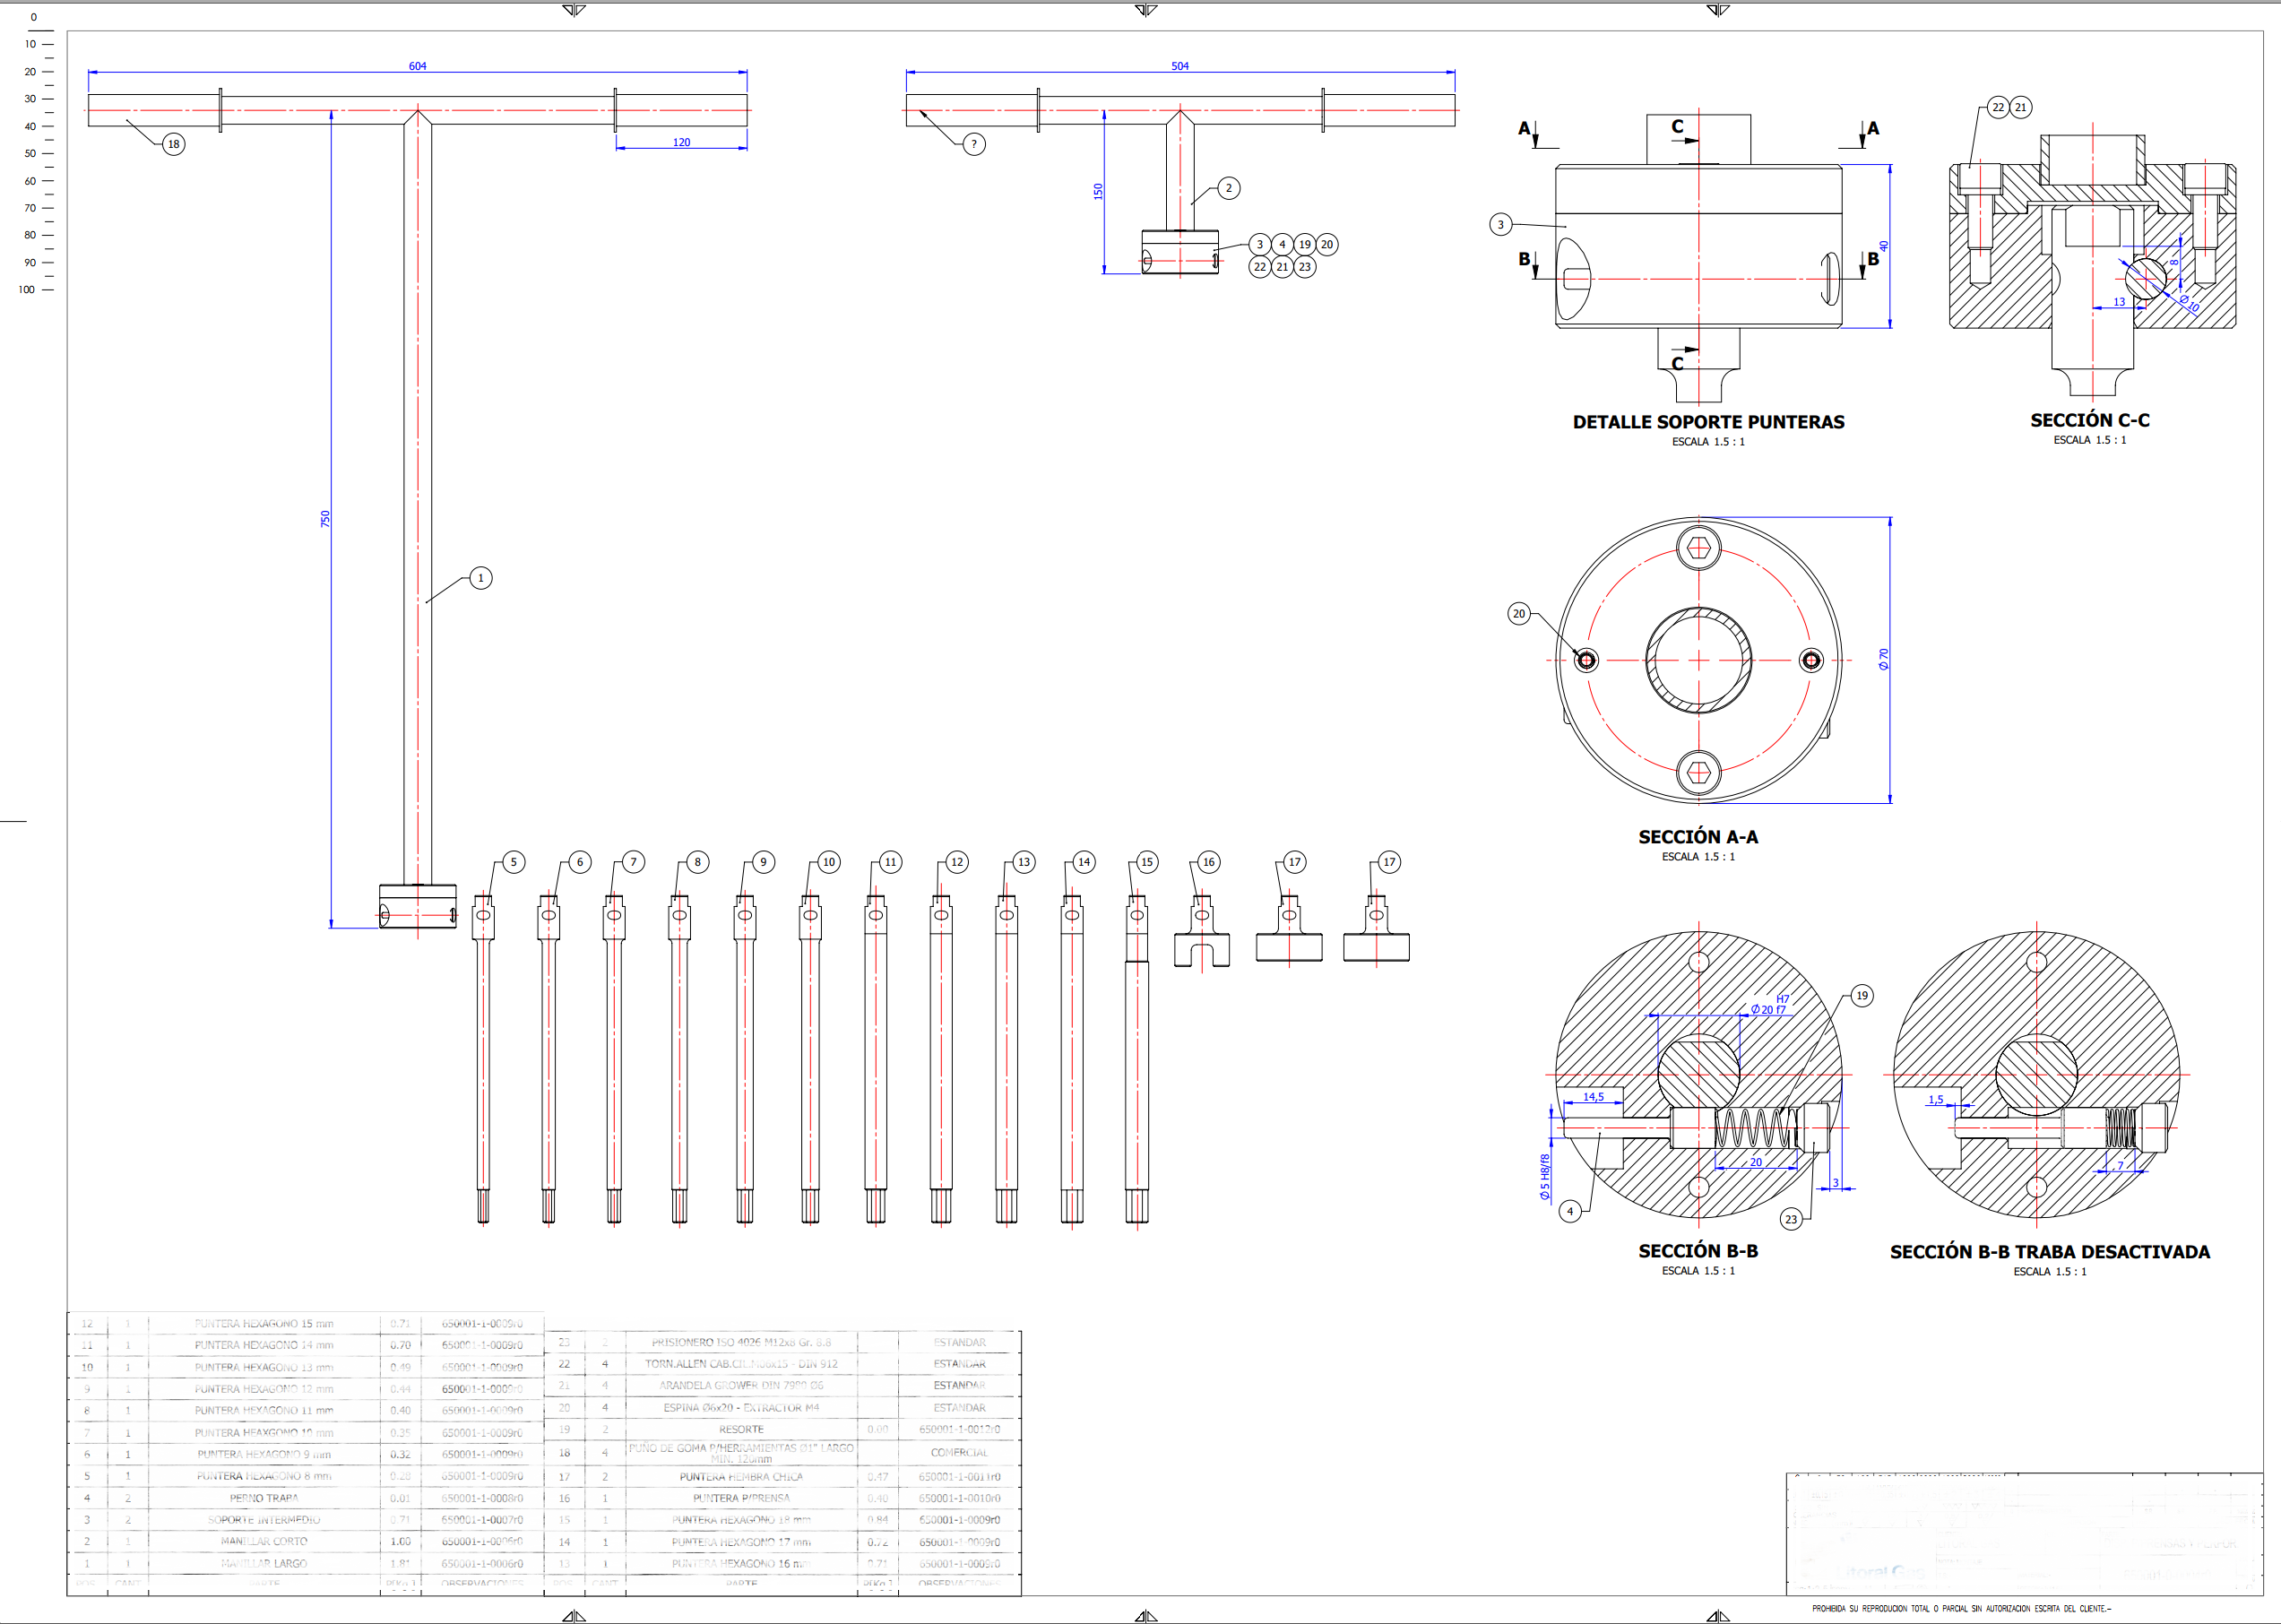 0
10
20
30
40
50
60
70
80
90
100
604
18
120
750
1
504
?
150
2
3 4 19 20
22 21 23
A A
C
3
B B
C
40
DETALLE SOPORTE PUNTERAS
ESCALA 1.5 : 1
22 21
8
13
Ø10
SECCIÓN C-C
ESCALA 1.5 : 1
20
Ø70
SECCIÓN A-A
ESCALA 1.5 : 1
5 6 7 8 9 10 11 12 13 14 15 16 17 17
H7
Ø20 f7
19
14,5
Ø5 H8/f8
20
3
4
23
SECCIÓN B-B
ESCALA 1.5 : 1
1,5
7
SECCIÓN B-B TRABA DESACTIVADA
ESCALA 1.5 : 1
12 1 PUNTERA HEXAGONO 15 mm 0.71 650001-1-0009r0
11 1 PUNTERA HEXAGONO 14 mm 0.70 650001-1-0009r0
10 1 PUNTERA HEXAGONO 13 mm 0.49 650001-1-0009r0
9 1 PUNTERA HEXAGONO 12 mm 0.44 650001-1-0009r0
8 1 PUNTERA HEXAGONO 11 mm 0.40 650001-1-0009r0
7 1 PUNTERA HEAXGONO 10 mm 0.35 650001-1-0009r0
6 1 PUNTERA HEXAGONO 9 mm 0.32 650001-1-0009r0
5 1 PUNTERA HEXAGONO 8 mm 0.28 650001-1-0009r0
4 2 PERNO TRABA 0.01 650001-1-0008r0
3 2 SOPORTE INTERMEDIO 0.71 650001-1-0007r0
2 1 MANILLAR CORTO 1.00 650001-1-0006r0
1 1 MANILLAR LARGO 1.81 650001-1-0006r0
POS CANT PARTE P[Kg.] OBSERVACIONES
23 2 PRISIONERO ISO 4026 M12x8 Gr. 8.8 ESTANDAR
22 4 TORN.ALLEN CAB.CIL.M06x15 - DIN 912 ESTANDAR
21 4 ARANDELA GROWER DIN 7980 Ø6 ESTANDAR
20 4 ESPINA Ø6x20 - EXTRACTOR M4 ESTANDAR
19 2 RESORTE 0.00 650001-1-0012r0
18 4 PUÑO DE GOMA P/HERRAMIENTAS Ø1" LARGO MIN. 120mm COMERCIAL
17 2 PUNTERA HEMBRA CHICA 0.47 650001-1-0011r0
16 1 PUNTERA P/PRENSA 0.40 650001-1-0010r0
15 1 PUNTERA HEXAGONO 18 mm 0.84 650001-1-0009r0
14 1 PUNTERA HEXAGONO 17 mm 0.72 650001-1-0009r0
13 1 PUNTERA HEXAGONO 16 mm 0.71 650001-1-0009r0
POS CANT PARTE P[Kg.] OBSERVACIONES
Litoral Gas
PROHIBIDA SU REPRODUCION TOTAL O PARCIAL SIN AUTORIZACION ESCRITA DEL CLIENTE.-